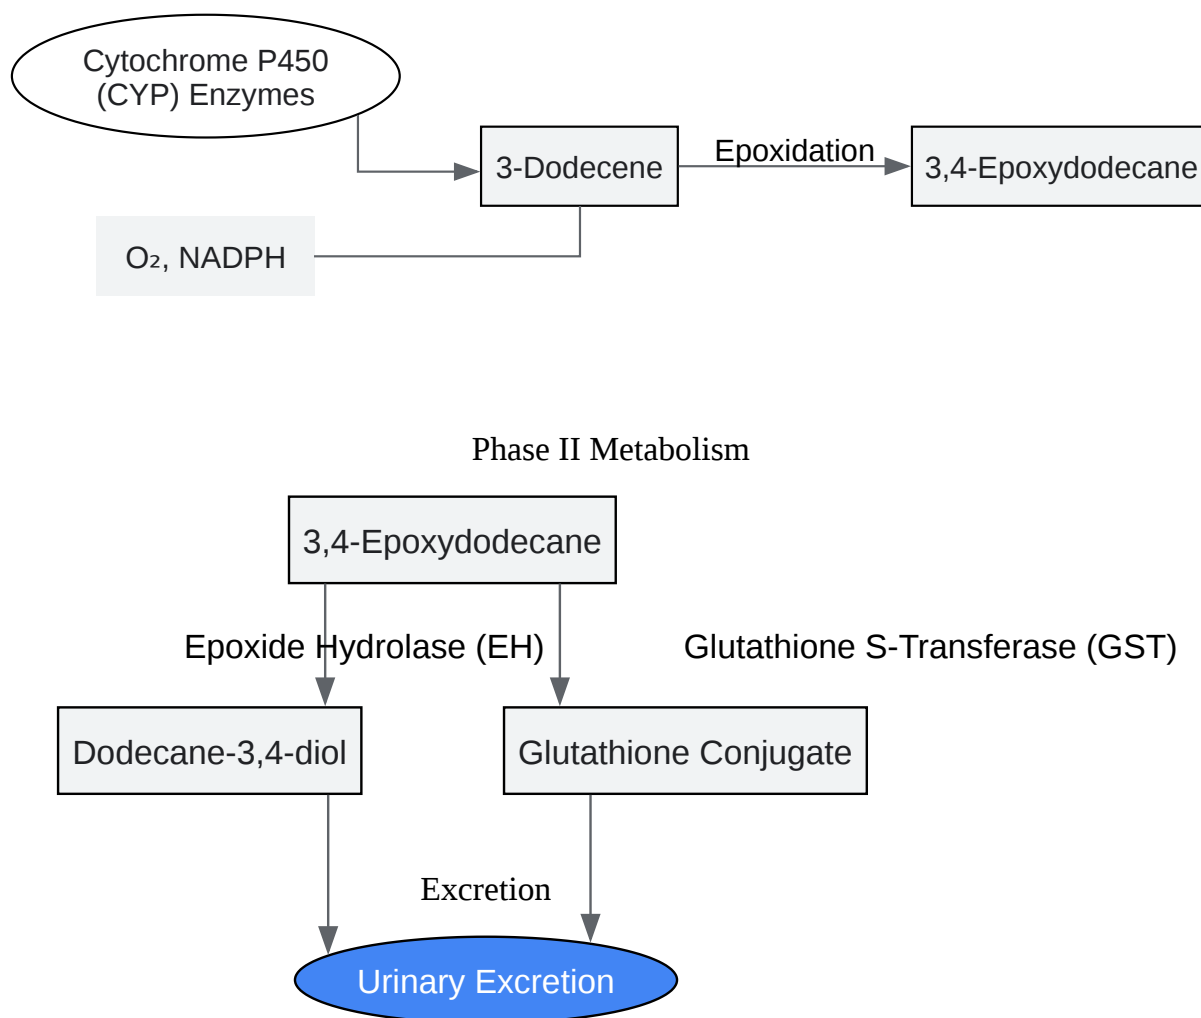 Cytochrome P450
(CYP) Enzymes
3-Dodecene
Epoxidation
3,4-Epoxydodecane
O₂, NADPH
Phase II Metabolism
3,4-Epoxydodecane
Epoxide Hydrolase (EH)
Glutathione S-Transferase (GST)
Dodecane-3,4-diol
Glutathione Conjugate
Excretion
Urinary Excretion